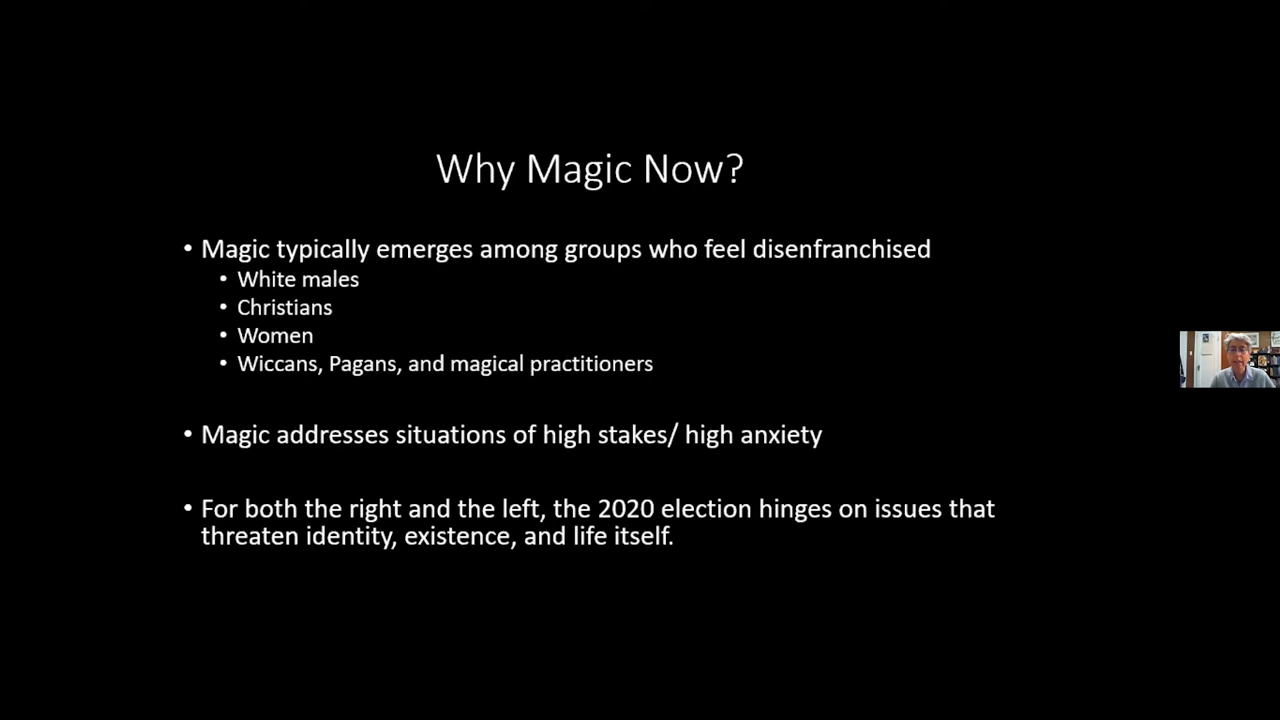 Why Magic Now?
• Magic typically emerges among groups who feel disenfranchised
• White males
• Christians
• Women
• Wiccans, Pagans, and magical practitioners
• Magic addresses situations of high stakes/ high anxiety
• For both the right and the left, the 2020 election hinges on issues that
threaten identity, existence, and life itself.